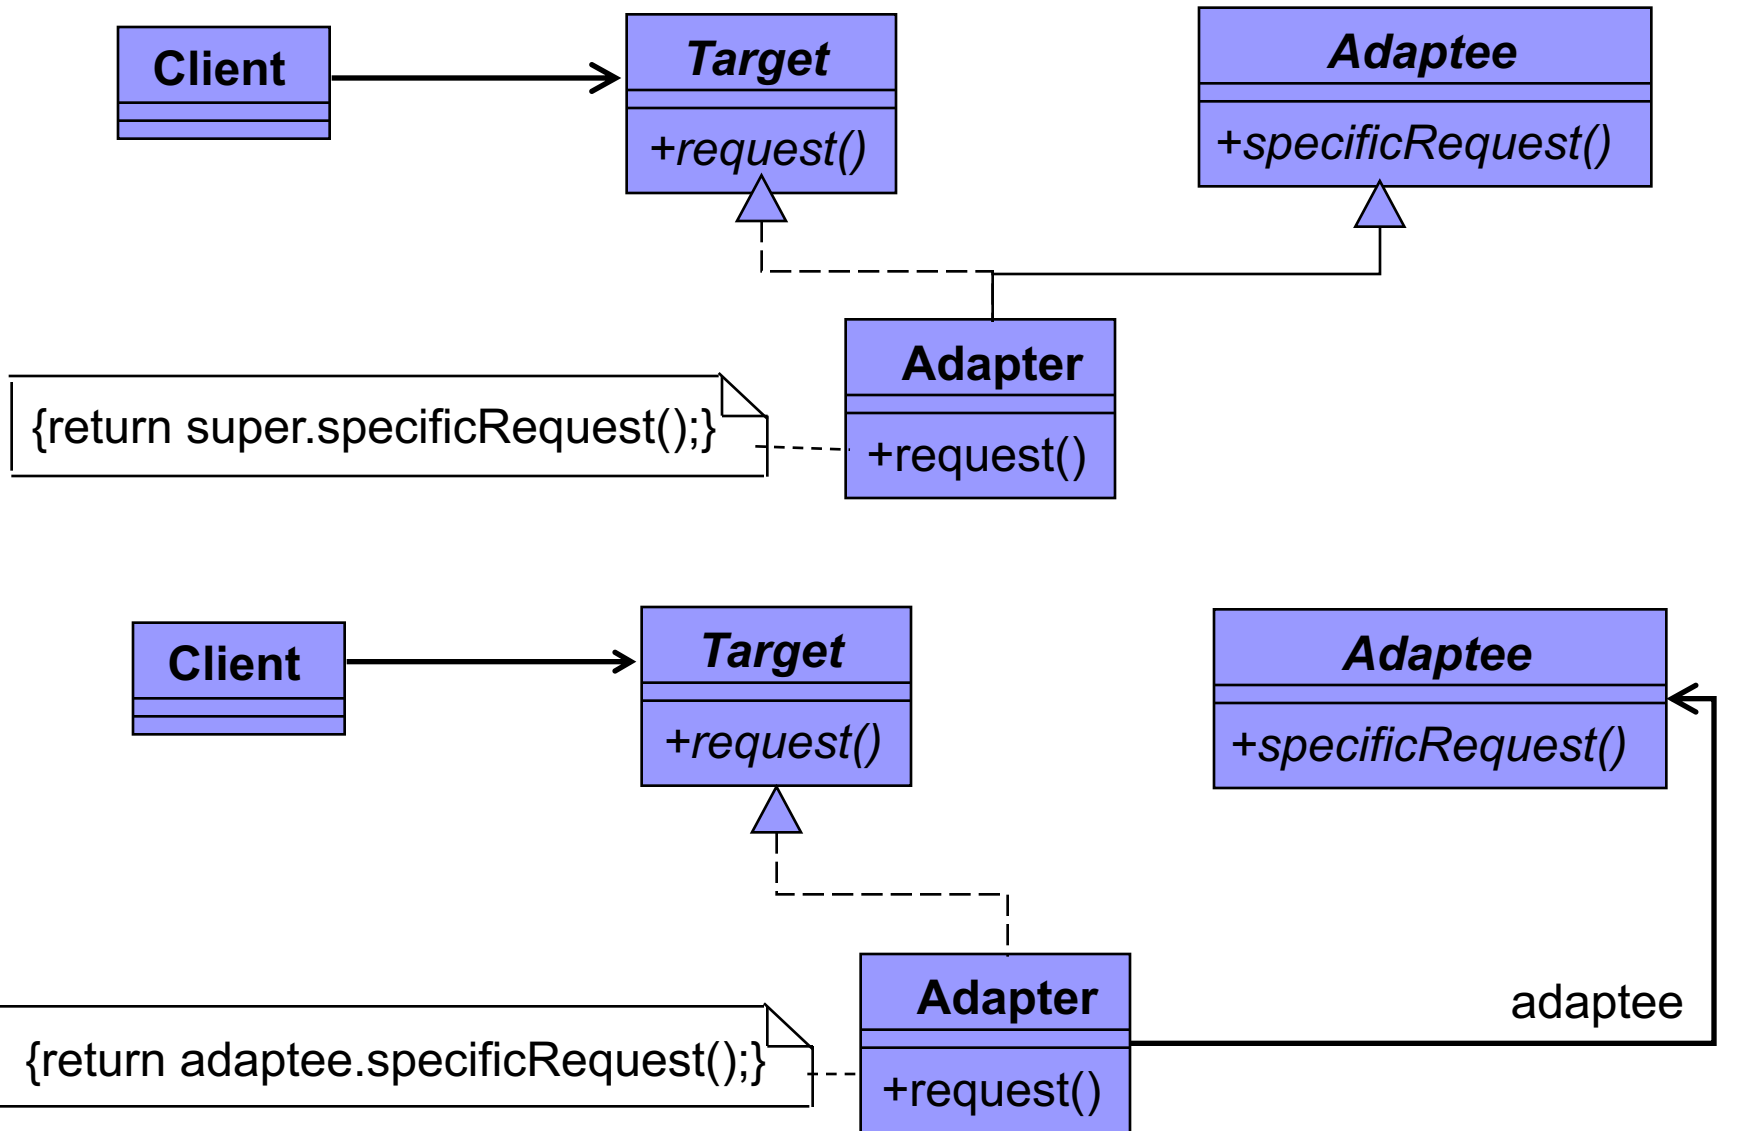 Client
Target
+request()
Adaptee
+specificRequest()
Adapter
+request()
{return super.specificRequest();}
Client
Target
+request()
Adaptee
+specificRequest()
adaptee
Adapter
+request()
{return adaptee.specificRequest();}